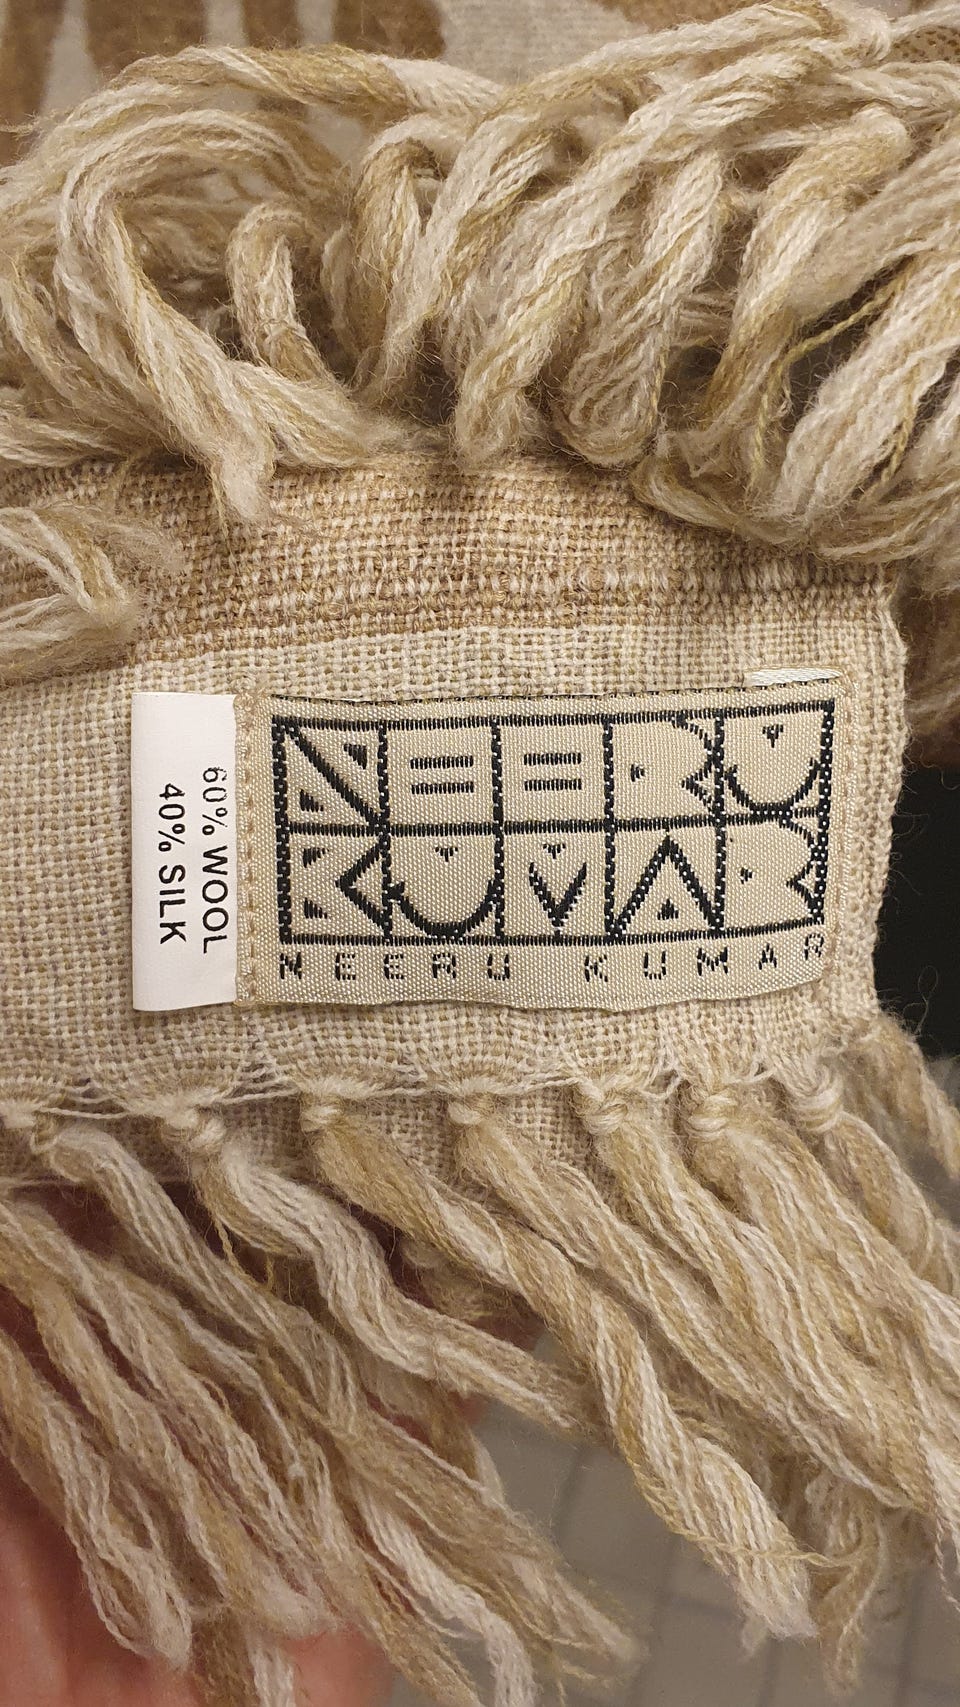 60% WOOL
40% SILK
NEERU
KUMAR
NEERU KUMAR